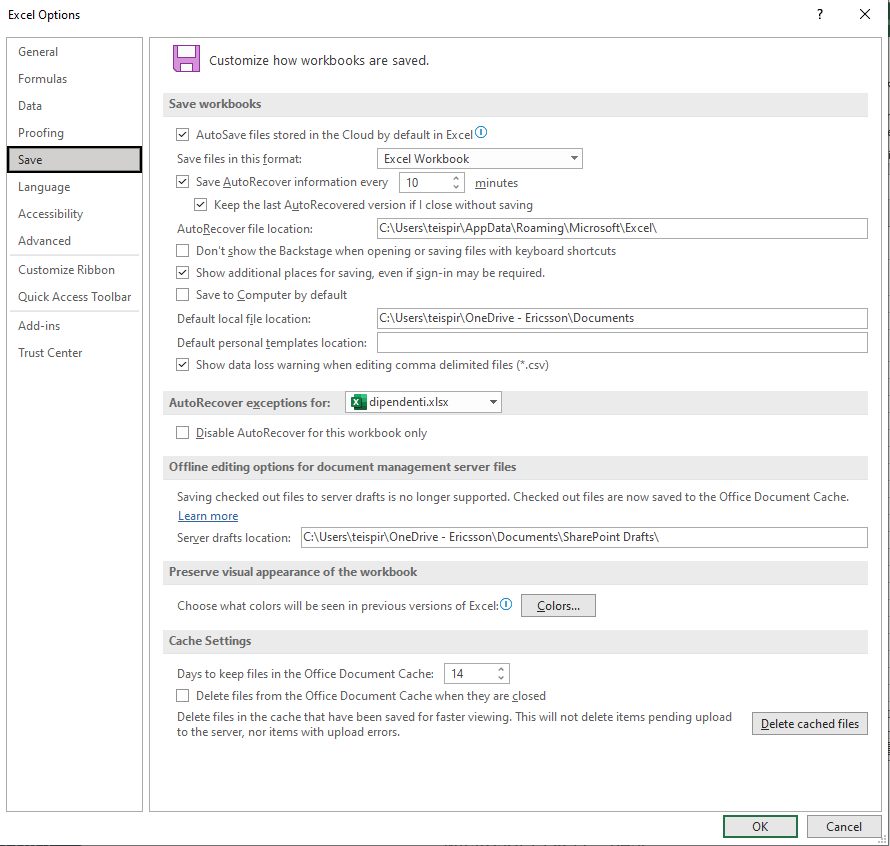 Excel Options
?
General
Formulas
Data
Proofing
Save
Language
Accessibility
Advanced
Customize Ribbon
Quick Access Toolbar
Add-ins
Trust Center
Customize how workbooks are saved.
Save workbooks
AutoSave files stored in the Cloud by default in Excel
Save files in this format: Excel Workbook
Save AutoRecover information every 10 minutes
Keep the last AutoRecovered version if I close without saving
AutoRecover file location: C:\Users\teispir\AppData\Roaming\Microsoft\Excel\
Don't show the Backstage when opening or saving files with keyboard shortcuts
Show additional places for saving, even if sign-in may be required.
Save to Computer by default
Default local file location: C:\Users\teispir\OneDrive - Ericsson\Documents
Default personal templates location:
Show data loss warning when editing comma delimited files (*.csv)
AutoRecover exceptions for: dipendenti.xlsx
Disable AutoRecover for this workbook only
Offline editing options for document management server files
Saving checked out files to server drafts is no longer supported. Checked out files are now saved to the Office Document Cache.
Learn more
Server drafts location: C:\Users\teispir\OneDrive - Ericsson\Documents\SharePoint Drafts\
Preserve visual appearance of the workbook
Choose what colors will be seen in previous versions of Excel: Colors...
Cache Settings
Days to keep files in the Office Document Cache: 14
Delete files from the Office Document Cache when they are closed
Delete files in the cache that have been saved for faster viewing. This will not delete items pending upload
to the server, nor items with upload errors.
Delete cached files
OK Cancel